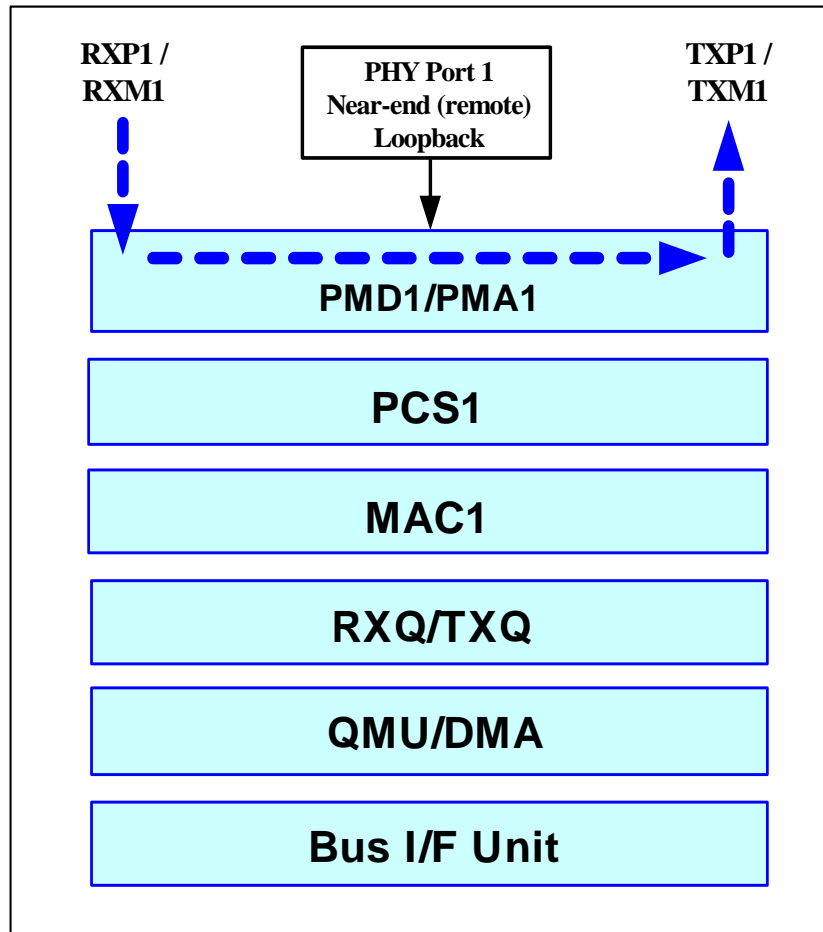 RXP1 /
RXM1
PHY Port 1
Near-end (remote)
Loopback
TXP1 /
TXM1
PMD1/PMA1
PCS1
MAC1
RXQ/TXQ
QMU/DMA
Bus I/F Unit